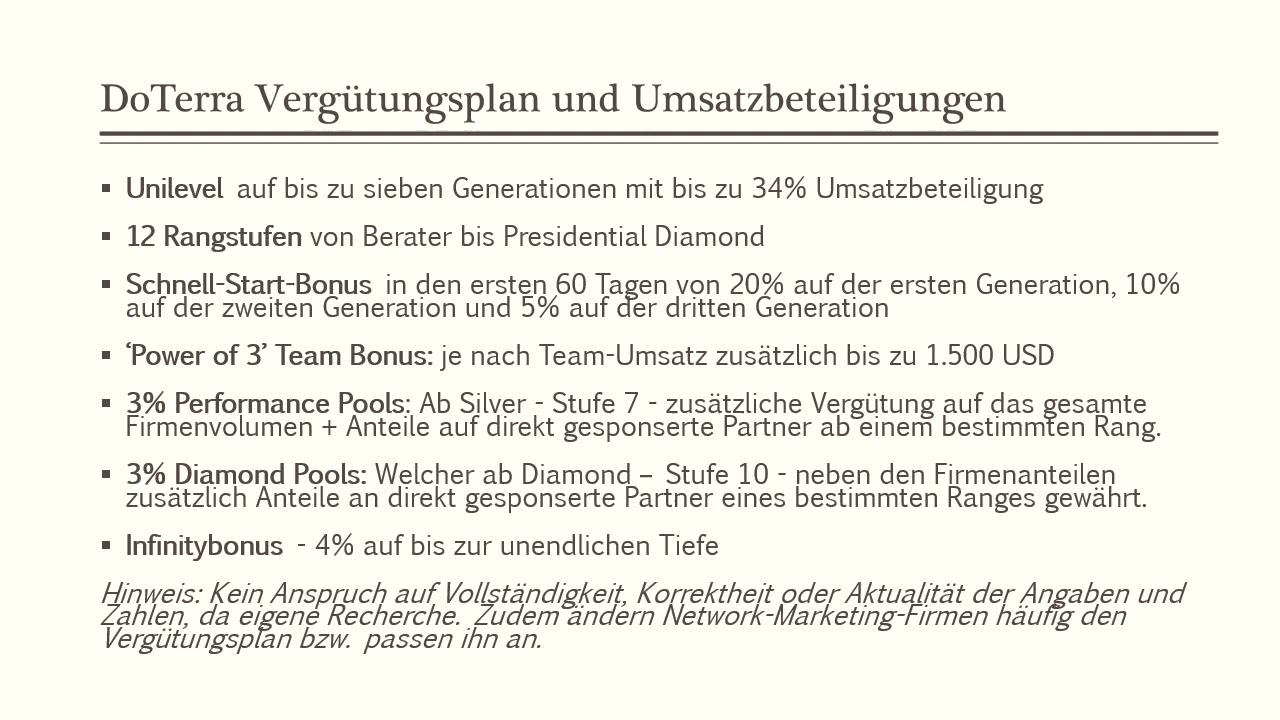 DoTerra Vergütungsplan und Umsatzbeteiligungen
▪ Unilevel auf bis zu sieben Generationen mit bis zu 34% Umsatzbeteiligung
▪ 12 Rangstufen von Berater bis Presidential Diamond
▪ Schnell-Start-Bonus in den ersten 60 Tagen von 20% auf der ersten Generation, 10%
auf der zweiten Generation und 5% auf der dritten Generation
▪ ‘Power of 3’ Team Bonus: je nach Team-Umsatz zusätzlich bis zu 1.500 USD
▪ 3% Performance Pools: Ab Silver - Stufe 7 - zusätzliche Vergütung auf das gesamte
Firmenvolumen + Anteile auf direkt gesponserte Partner ab einem bestimmten Rang.
▪ 3% Diamond Pools: Welcher ab Diamond – Stufe 10 - neben den Firmenanteilen
zusätzlich Anteile an direkt gesponserte Partner eines bestimmten Ranges gewährt.
▪ Infinitybonus - 4% auf bis zur unendlichen Tiefe
Hinweis: Kein Anspruch auf Vollständigkeit, Korrektheit oder Aktualität der Angaben und
Zahlen, da eigene Recherche. Zudem ändern Network-Marketing-Firmen häufig den
Vergütungsplan bzw. passen ihn an.